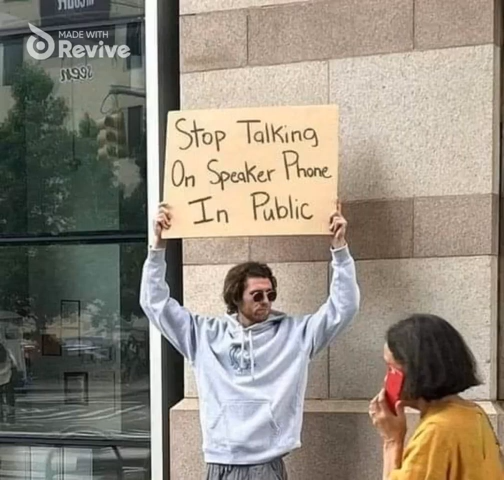 MADE WITH
Revive
Stop Talking
On Speaker Phone
In Public